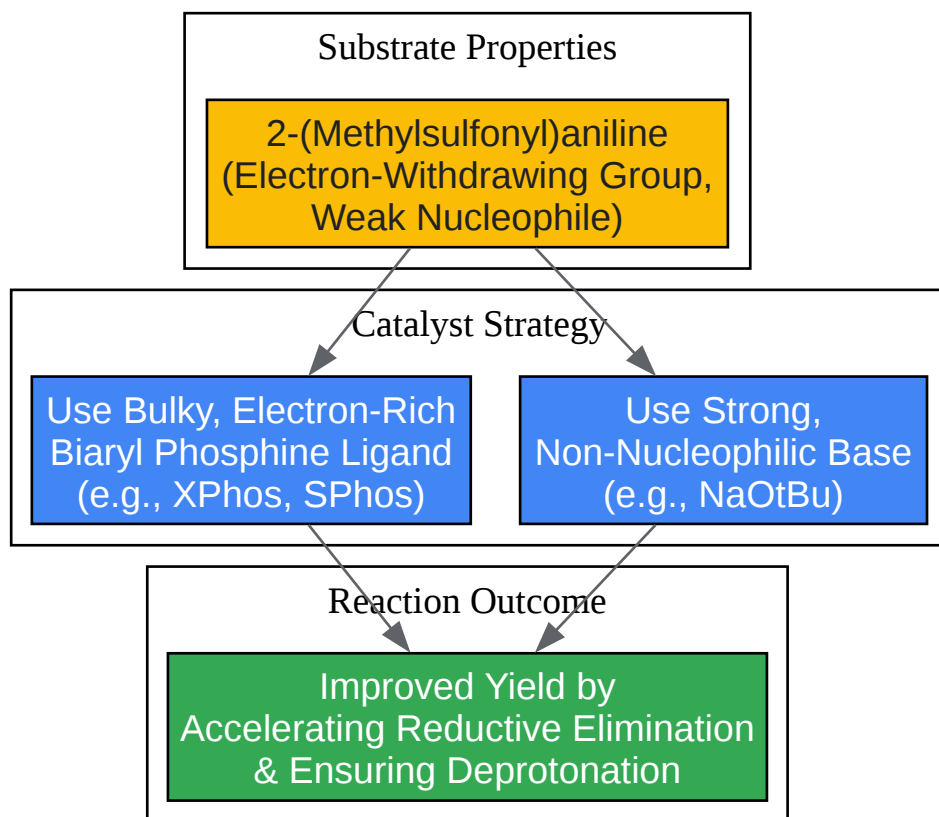 Substrate Properties
2-(Methylsulfonyl)aniline
(Electron-Withdrawing Group,
Weak Nucleophile)
Catalyst Strategy
Use Bulky, Electron-Rich
Biaryl Phosphine Ligand
(e.g., XPhos, SPhos)
Use Strong,
Non-Nucleophilic Base
(e.g., NaOtBu)
Reaction Outcome
Improved Yield by
Accelerating Reductive Elimination
& Ensuring Deprotonation